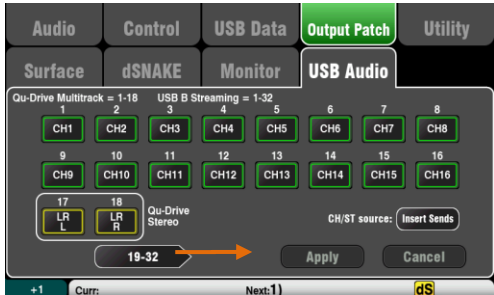 Audio Control USB Data Output Patch Utility
Surface dSNAKE Monitor USB Audio
Qu-Drive Multitrack = 1-18 USB B Streaming = 1-32
1 2 3 4 5 6 7 8
CH1 CH2 CH3 CH4 CH5 CH6 CH7 CH8
9 10 11 12 13 14 15 16
CH9 CH10 CH11 CH12 CH13 CH14 CH15 CH16
17 18
LR L LR R Qu-Drive Stereo CH/ST source: Insert Sends
19-32 Apply Cancel
+1 Curr: Next: 1) dS